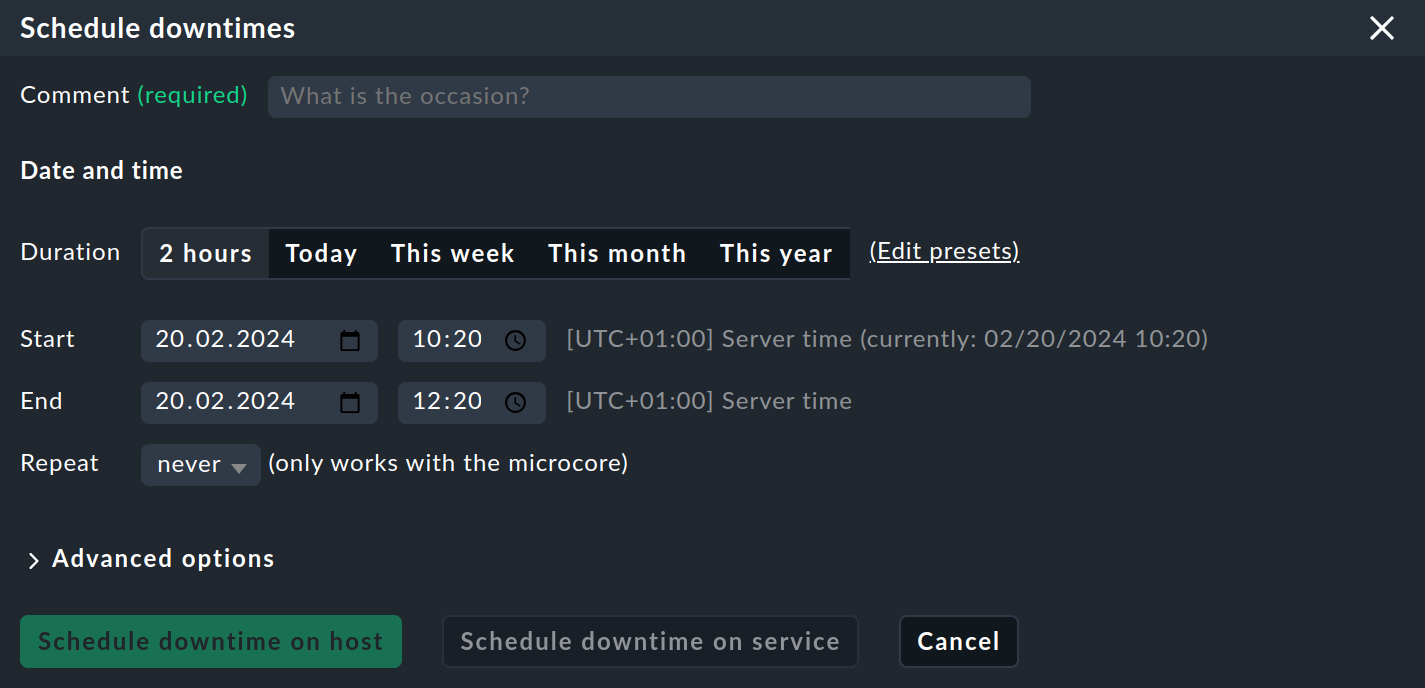 Schedule downtimes
Comment (required) What is the occasion?
Date and time
Duration 2 hours Today This week This month This year (Edit presets)
Start 20.02.2024 10:20 [UTC+01:00] Server time (currently: 02/20/2024 10:20)
End 20.02.2024 12:20 [UTC+01:00] Server time
Repeat never (only works with the microcore)
Advanced options
Schedule downtime on host Schedule downtime on service Cancel